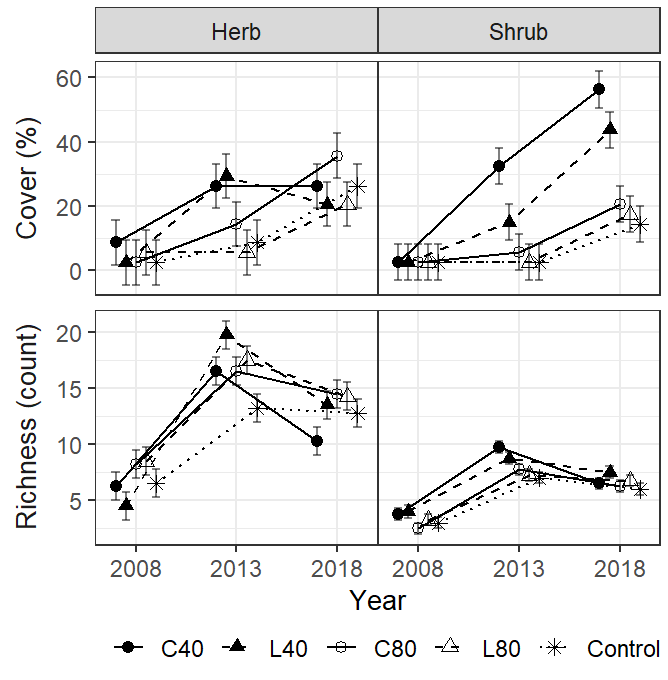 Herb Shrub
Cover (%)
60
40
20
0
Richness (count)
20
15
10
5
2008 2013 2018 2008 2013 2018
Year
C40 L40 C80 L80 Control